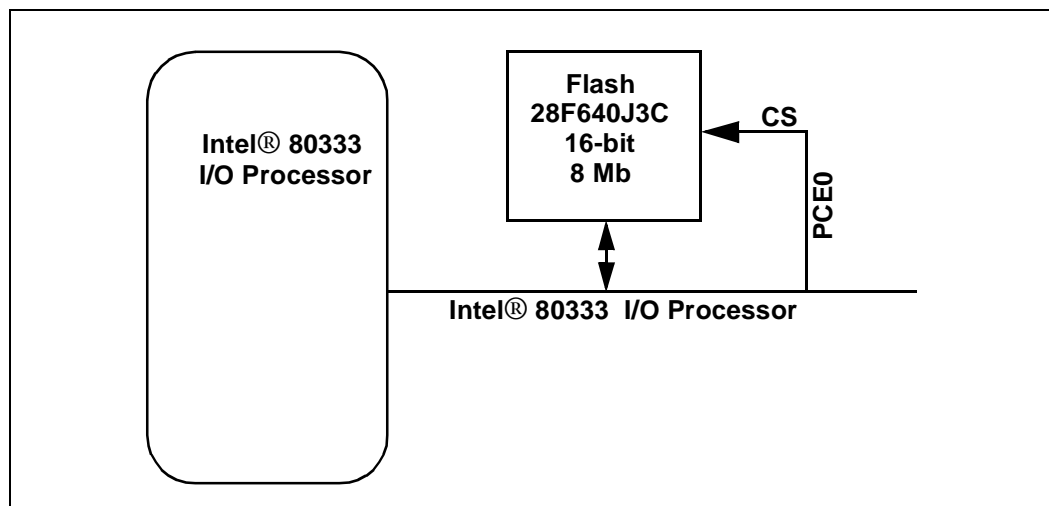 Intel® 80333
I/O Processor
Flash
28F640J3C
16-bit
8 Mb
CS
PCE0
Intel® 80333 I/O Processor